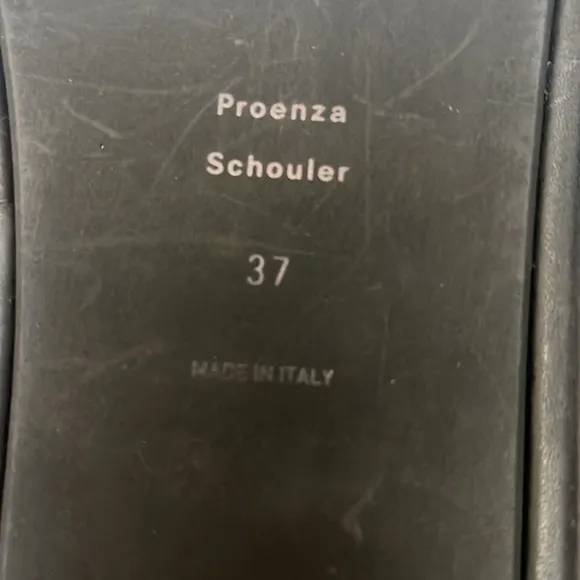 Proenza
Schouler
37
MADE IN ITALY